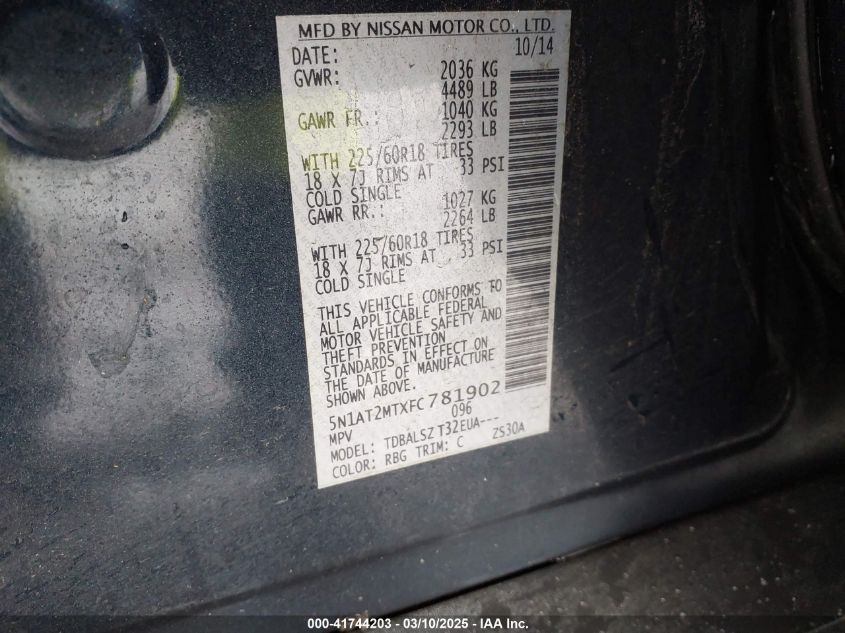 MFD BY NISSAN MOTOR CO., LTD.
DATE: 10/14
GVWR: 2036 KG
4489 LB
GAWR FR.: 1040 KG
2293 LB
WITH 225/60R18 TIRES
18 X 7J RIMS AT 33 PSI
COLD SINGLE
GAWR RR.: 1027 KG
2264 LB
WITH 225/60R18 TIRES
18 X 7J RIMS AT 33 PSI
COLD SINGLE
THIS VEHICLE CONFORMS TO
ALL APPLICABLE FEDERAL
MOTOR VEHICLE SAFETY AND
THEFT PREVENTION
STANDARDS IN EFFECT ON
THE DATE OF MANUFACTURE
SHOWN ABOVE.
5N1AT2MTXFC781902
MPV 096
MODEL: TDBALSZ T32EUA---
COLOR: RBG TRIM: C ZS30A
000-41744203 - 03/10/2025 - IAAI.com